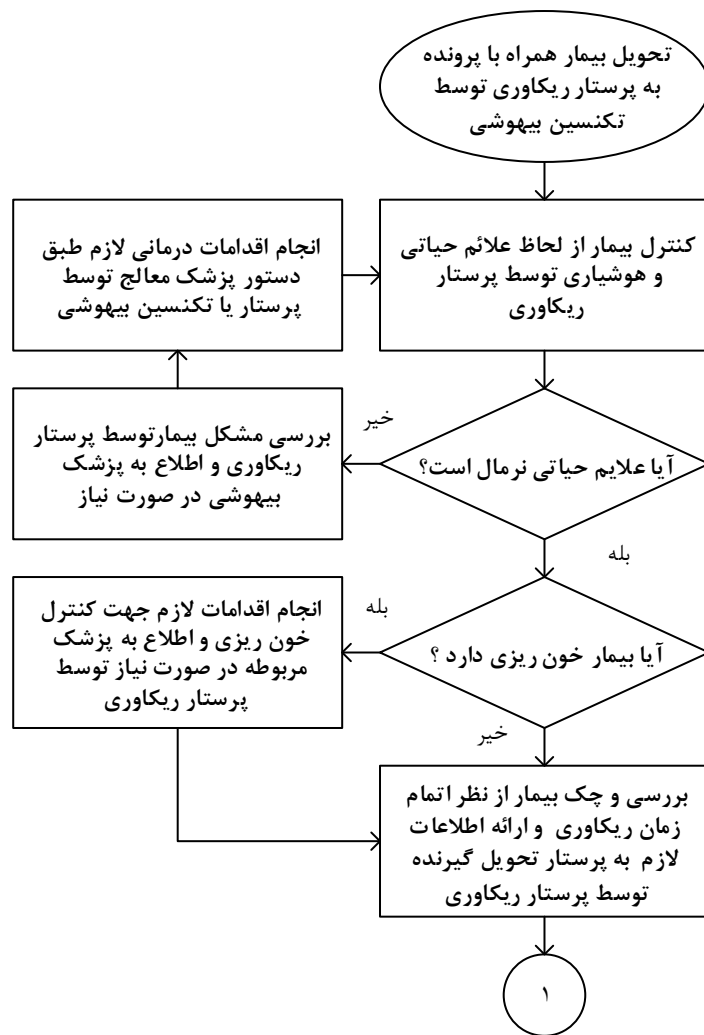 تحویل بیمار همراه با پرونده
به پرستار ریکاوری توسط
تکنسین بیهوشی
کنترل بیمار از لحاظ علائم حیاتی
و هوشیاری توسط پرستار
ریکاوری
انجام اقدامات درمانی لازم طبق
دستور پزشک معالج توسط
پرستار یا تکنسین بیهوشی
آیا علایم حیاتی نرمال است؟
خیر
بررسی مشکل بیمارتوسط پرستار
ریکاوری و اطلاع به پزشک
بیهوشی در صورت نیاز
بله
آیا بیمار خون ریزی دارد ؟
بله
انجام اقدامات لازم جهت کنترل
خون ریزی و اطلاع به پزشک
مربوطه در صورت نیاز توسط
پرستار ریکاوری
خیر
بررسی و چک بیمار از نظر اتمام
زمان ریکاوری و ارائه اطلاعات
لازم به پرستار تحویل گیرنده
توسط پرستار ریکاوری
۱